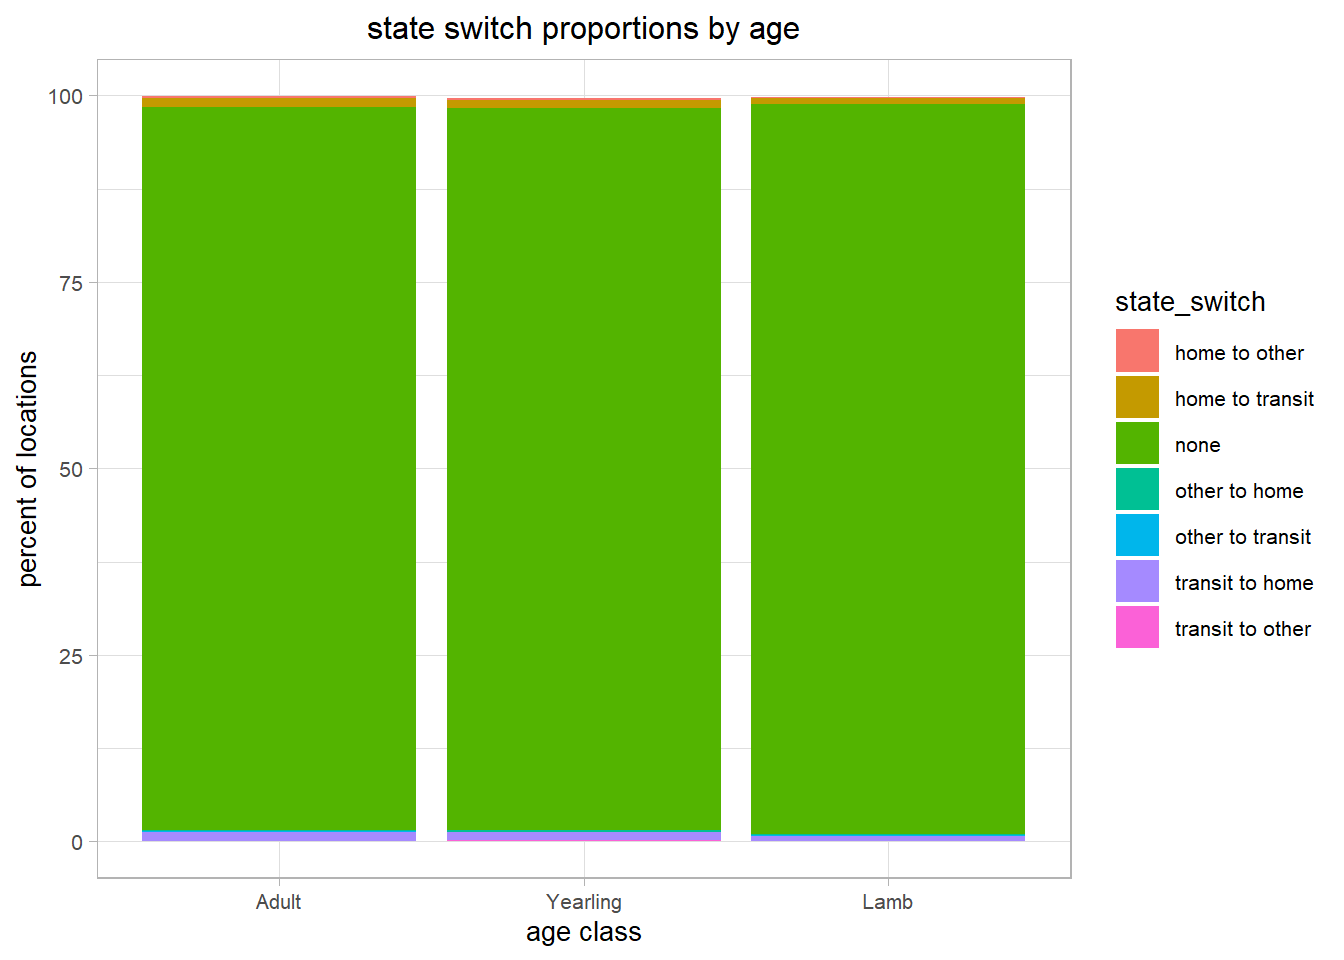 state switch proportions by age
100
75
50
25
0
percent of locations
Adult
Yearling
Lamb
age class
state_switch
home to other
home to transit
none
other to home
other to transit
transit to home
transit to other